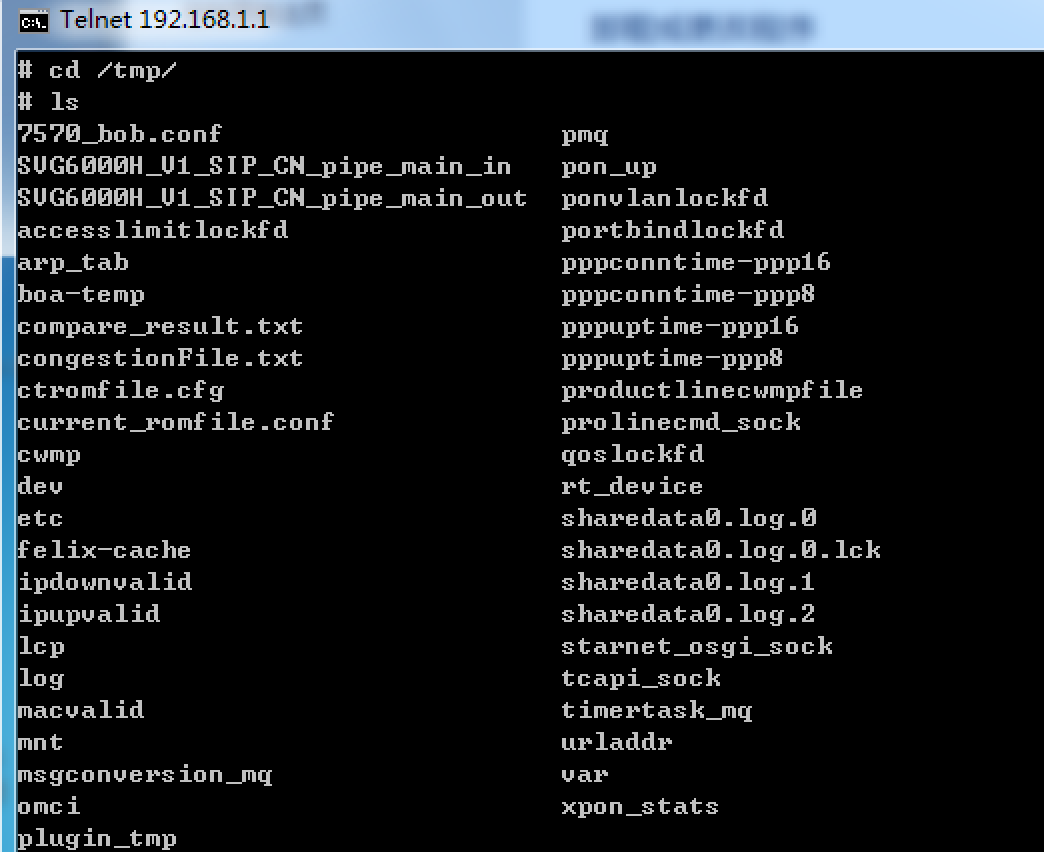 Telnet 192.168.1.1
# cd /tmp/
# ls
7570_bob.conf pmq
SVG6000H_V1_SIP_CN_pipe_main_in pon_up
SVG6000H_V1_SIP_CN_pipe_main_out ponvlanlockfd
accesslimitlockfd portbindlockfd
arp_tab pppconntime-ppp16
boa-temp pppconntime-ppp8
compare_result.txt pppuptime-ppp16
congestionFile.txt pppuptime-ppp8
ctromfile.cfg productlinecwmpfile
current_romfile.conf prolinecmd_sock
cwmp qoslockfd
dev rt_device
etc sharedata0.log.0
felix-cache sharedata0.log.0.lck
ipdownvalid sharedata0.log.1
ipupvalid sharedata0.log.2
lcp starnet_osgi_sock
log tcapi_sock
macvalid timertask_mq
mnt urladdr
msgconversion_mq var
omci xpon_stats
plugin_tmp